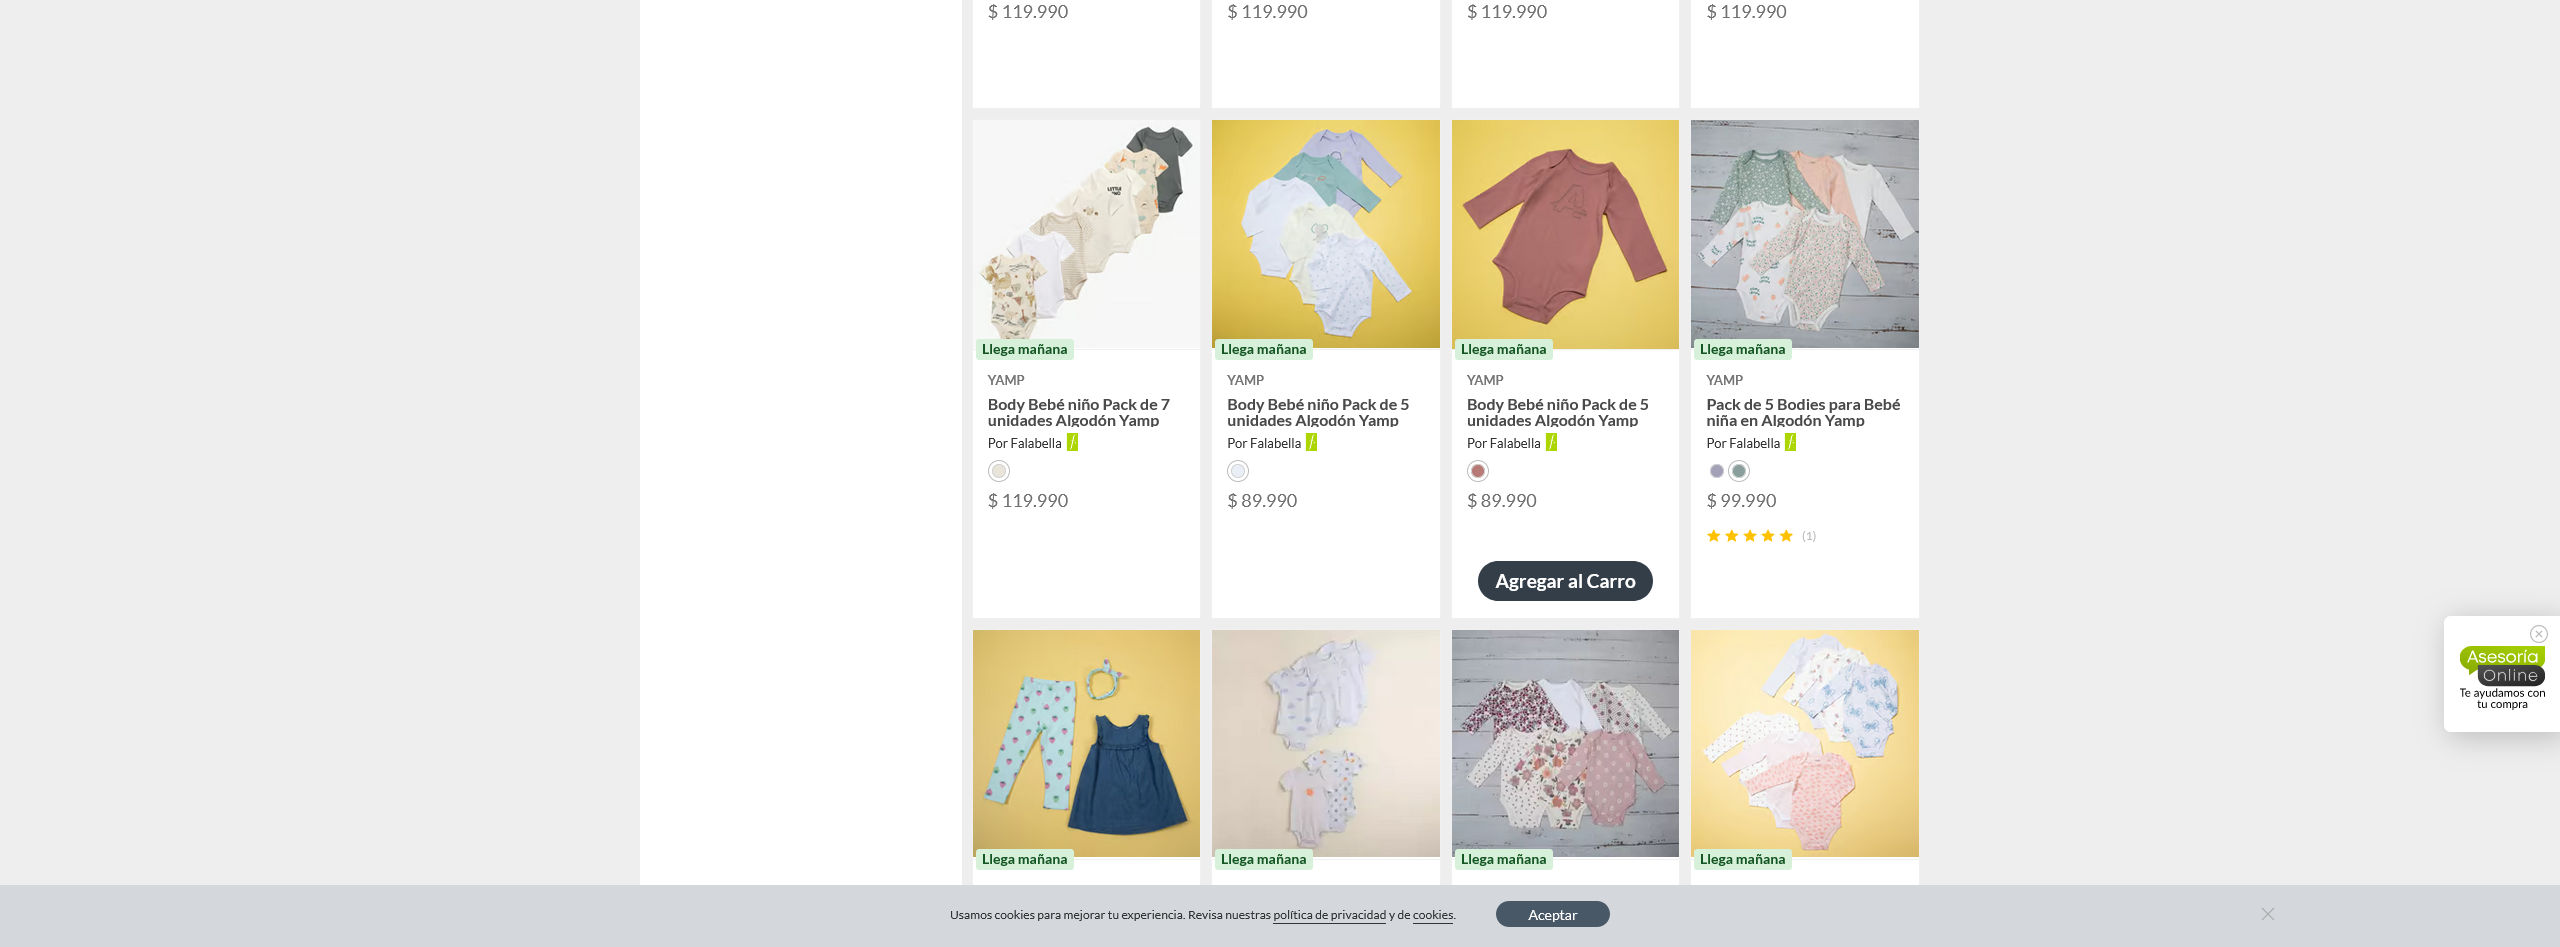 $ 119.990
$ 119.990
$ 119.990
$ 119.990
LITTLE
Llega mañana
Llega mañana
Llega mañana
Llega mañana
YAMP
Body Bebé niño Pack de 7
unidades Algodón Yamp
Por Falabella
$ 119.990
YAMP
Body Bebé niño Pack de 5
unidades Algodón Yamp
Por Falabella
$ 89.990
YAMP
Body Bebé niño Pack de 5
unidades Algodón Yamp
Por Falabella
$ 89.990
Agregar al Carro
YAMP
Pack de 5 Bodies para Bebé
niña en Algodón Yamp
Por Falabella
$ 99.990
(1)
Llega mañana
Llega mañana
Llega mañana
Llega mañana
Asesoría
Online
Te ayudamos con
tu compra
Usamos cookies para mejorar tu experiencia. Revisa nuestras política de privacidad y de cookies.
Aceptar